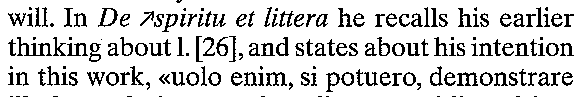 will. In De ↗spiritu et littera he recalls his earlier
thinking about l. [26], and states about his intention
in this work, «uolo enim, si potuero, demonstrare